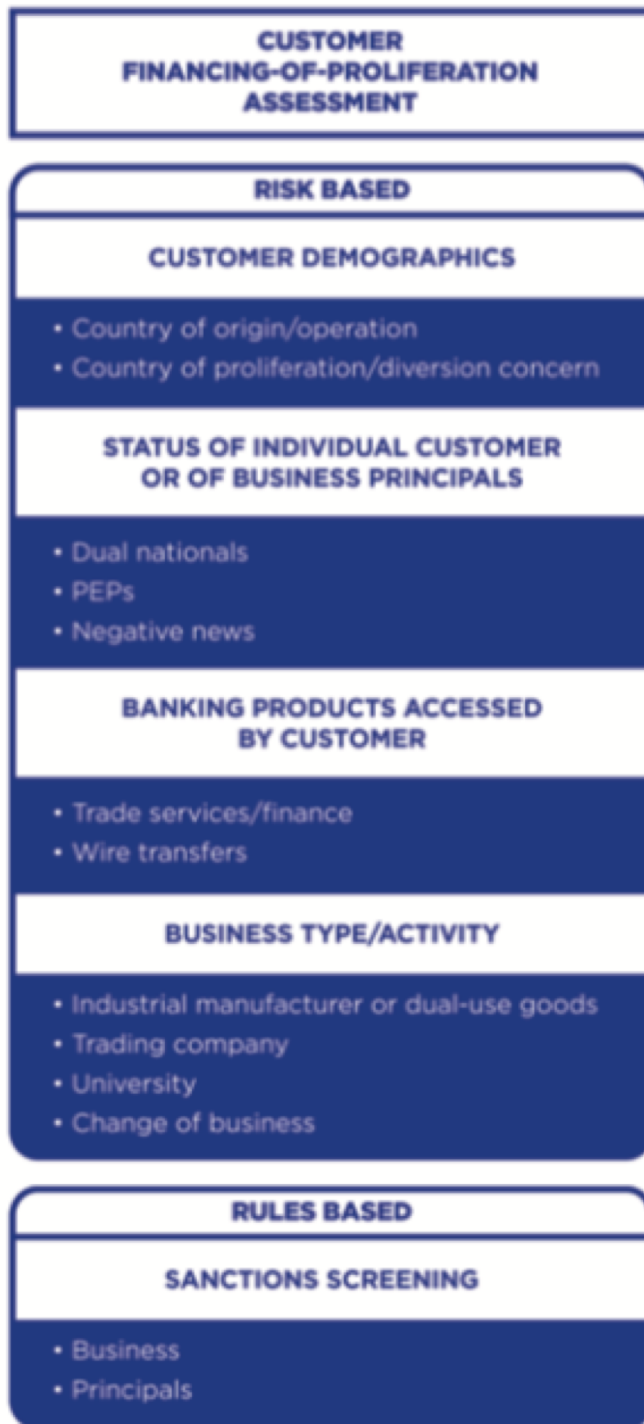 CUSTOMER
FINANCING-OF-PROLIFERATION
ASSESSMENT
RISK BASED
CUSTOMER DEMOGRAPHICS
• Country of origin/operation
• Country of proliferation/diversion concern
STATUS OF INDIVIDUAL CUSTOMER
OR OF BUSINESS PRINCIPALS
• Dual nationals
• PEPs
• Negative news
BANKING PRODUCTS ACCESSED
BY CUSTOMER
• Trade services/finance
• Wire transfers
BUSINESS TYPE/ACTIVITY
• Industrial manufacturer or dual-use goods
• Trading company
• University
• Change of business
RULES BASED
SANCTIONS SCREENING
• Business
• Principals